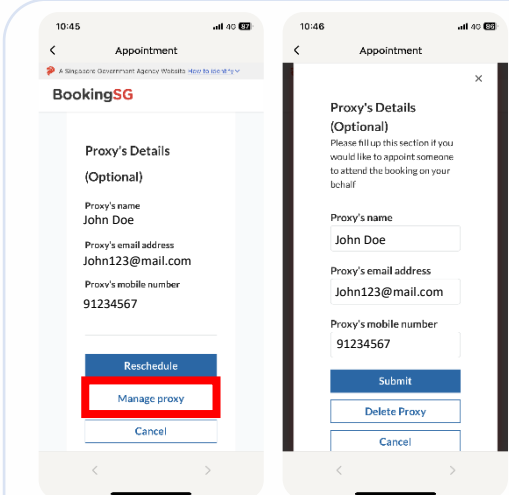 10:45
4G 87
Appointment
A Singapore Government Agency Website How to identify
BookingSG
Proxy's Details
(Optional)
Proxy's name
John Doe
Proxy's email address
John123@mail.com
Proxy's mobile number
91234567
Reschedule
Manage proxy
Cancel
10:46
4G 86
Appointment
Proxy's Details
(Optional)
Please fill up this section if you
would like to appoint someone
to attend the booking on your
behalf
Proxy's name
John Doe
Proxy's email address
John123@mail.com
Proxy's mobile number
91234567
Submit
Delete Proxy
Cancel